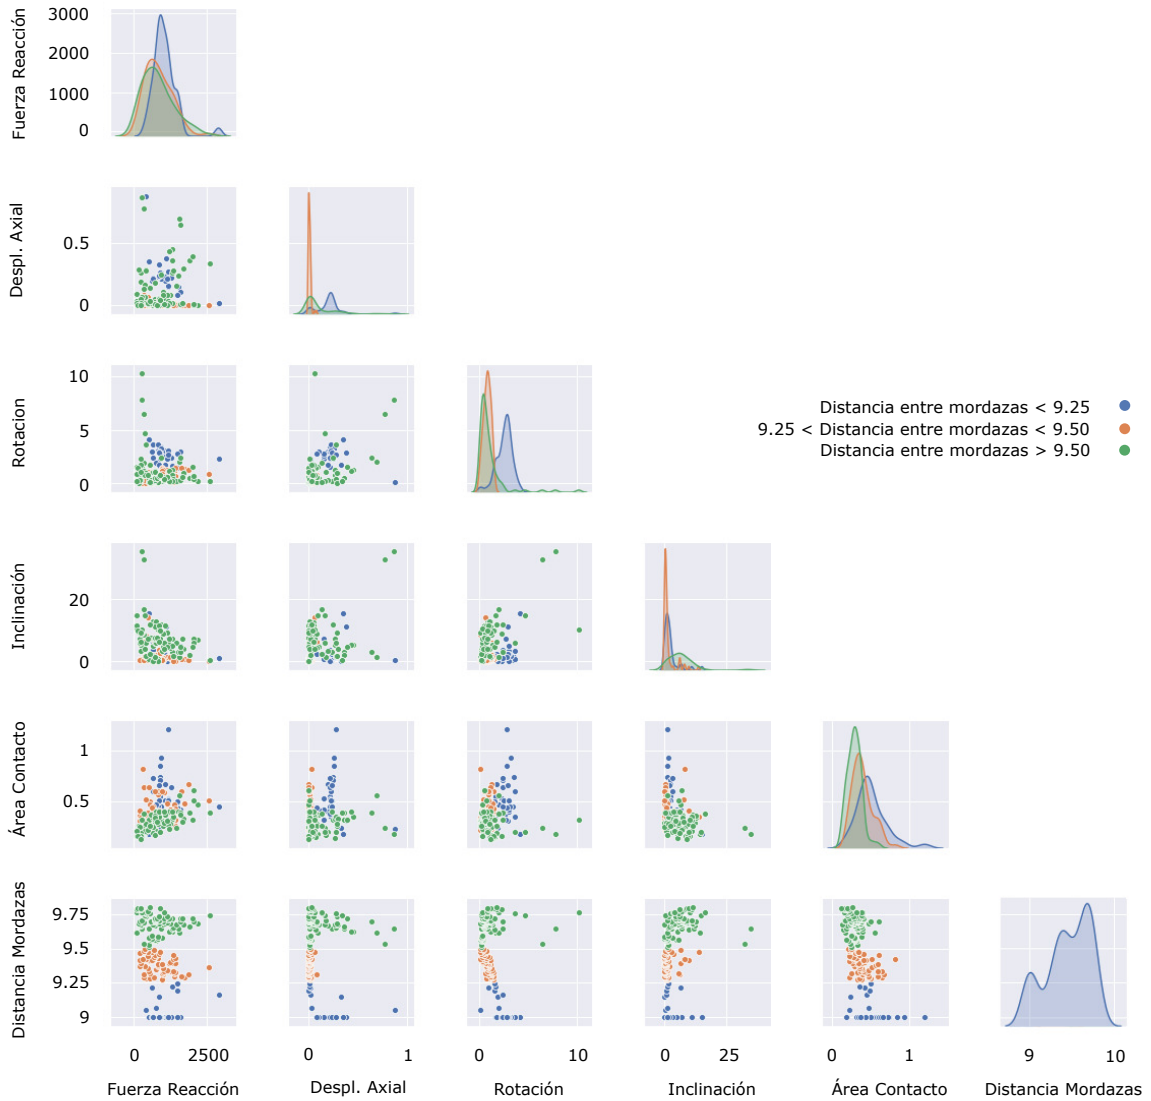 Fuerza Reacción
3000
2000
1000
0
Despl. Axial
0.5
0
Rotacion
10
5
0
Distancia entre mordazas < 9.25
9.25 < Distancia entre mordazas < 9.50
Distancia entre mordazas > 9.50
Inclinación
20
0
Área Contacto
1
0.5
Distancia Mordazas
9.75
9.5
9.25
9
0 2500 0 1 0 10 0 25 0 1 9 10
Fuerza Reacción Despl. Axial Rotación Inclinación Área Contacto Distancia Mordazas